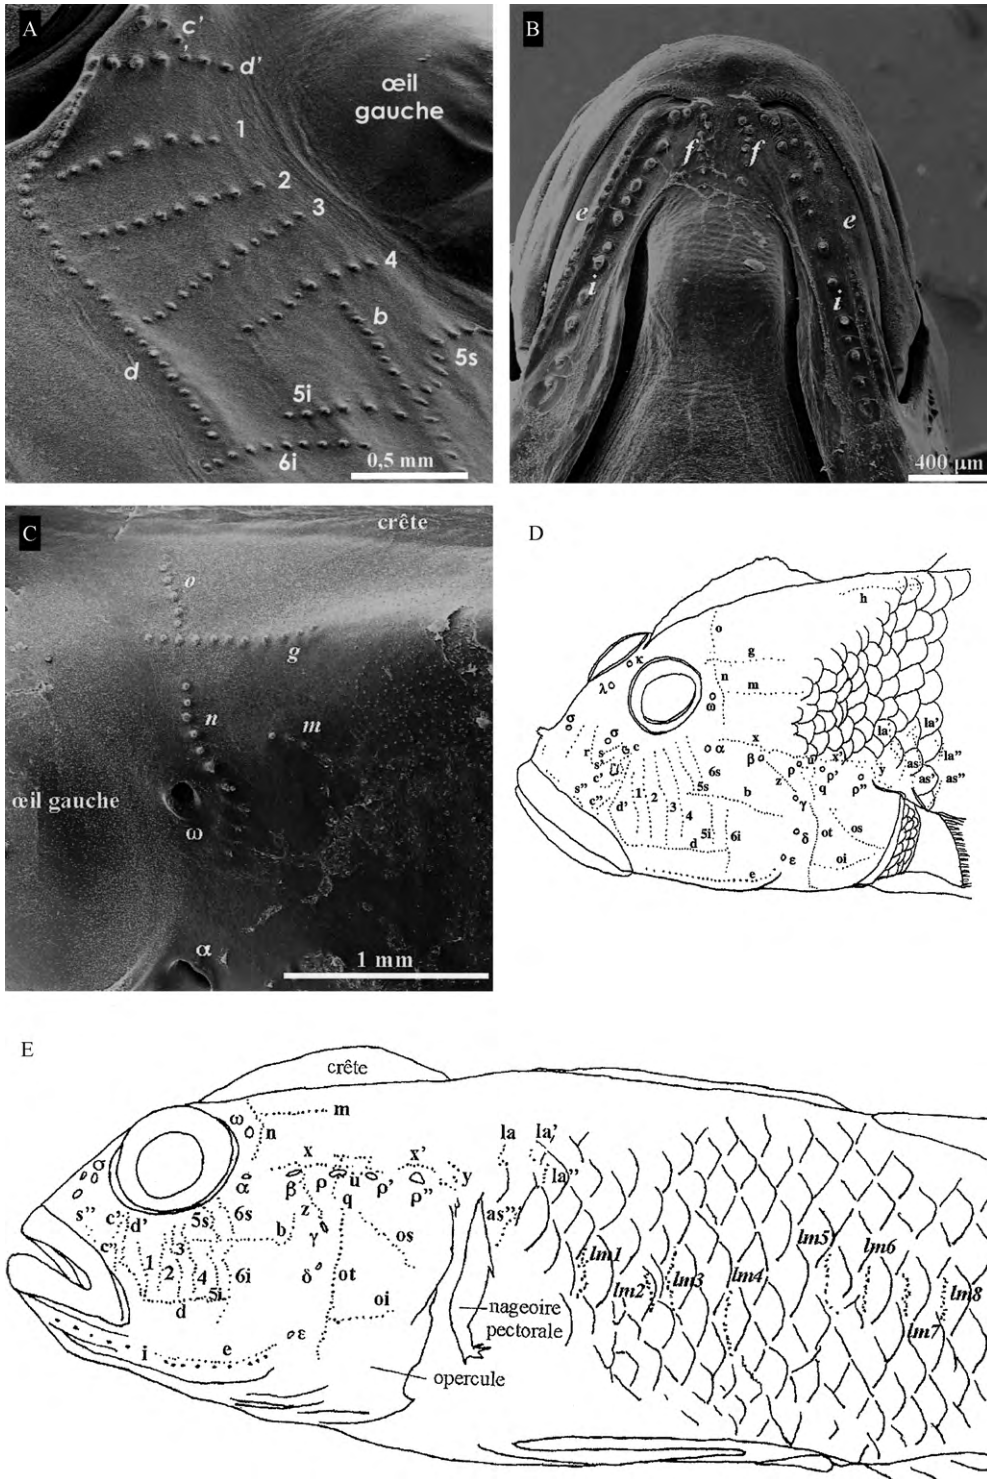 A
c'
d'
œil
gauche
1
2
3
4
b
5s
d
5i
6i
0,5 mm
B
f f
e e
i i
400 µm
C
crête
o
g
n
m
œil gauche
ω
α
1 mm
D
h
o
g
κ
n
m
λ
ω
σ
la'
la
la''
σ
r s c
x
u x'
s'
α
β
ρ
ρ'
ρ''
y
as
as' as''
c' u
6s
z
q
s''
c''
d'
1 2 3
5s
b
γ
4
5i 6i
δ
ot
os
d
ε
oi
e
E
crête
m
ω
n
la la'
σ
x
x'
α
β ρ u ρ' ρ''
y
la''
q
s''
c' d'
5s 6s
z
b
γ
os
as''
c''
1 2 3 4
6i
δ
ot
lm1
lm2 lm3 lm4
lm5
lm6
lm7
lm8
5i
d
oi
nageoire
pectorale
ε
i e
opercule